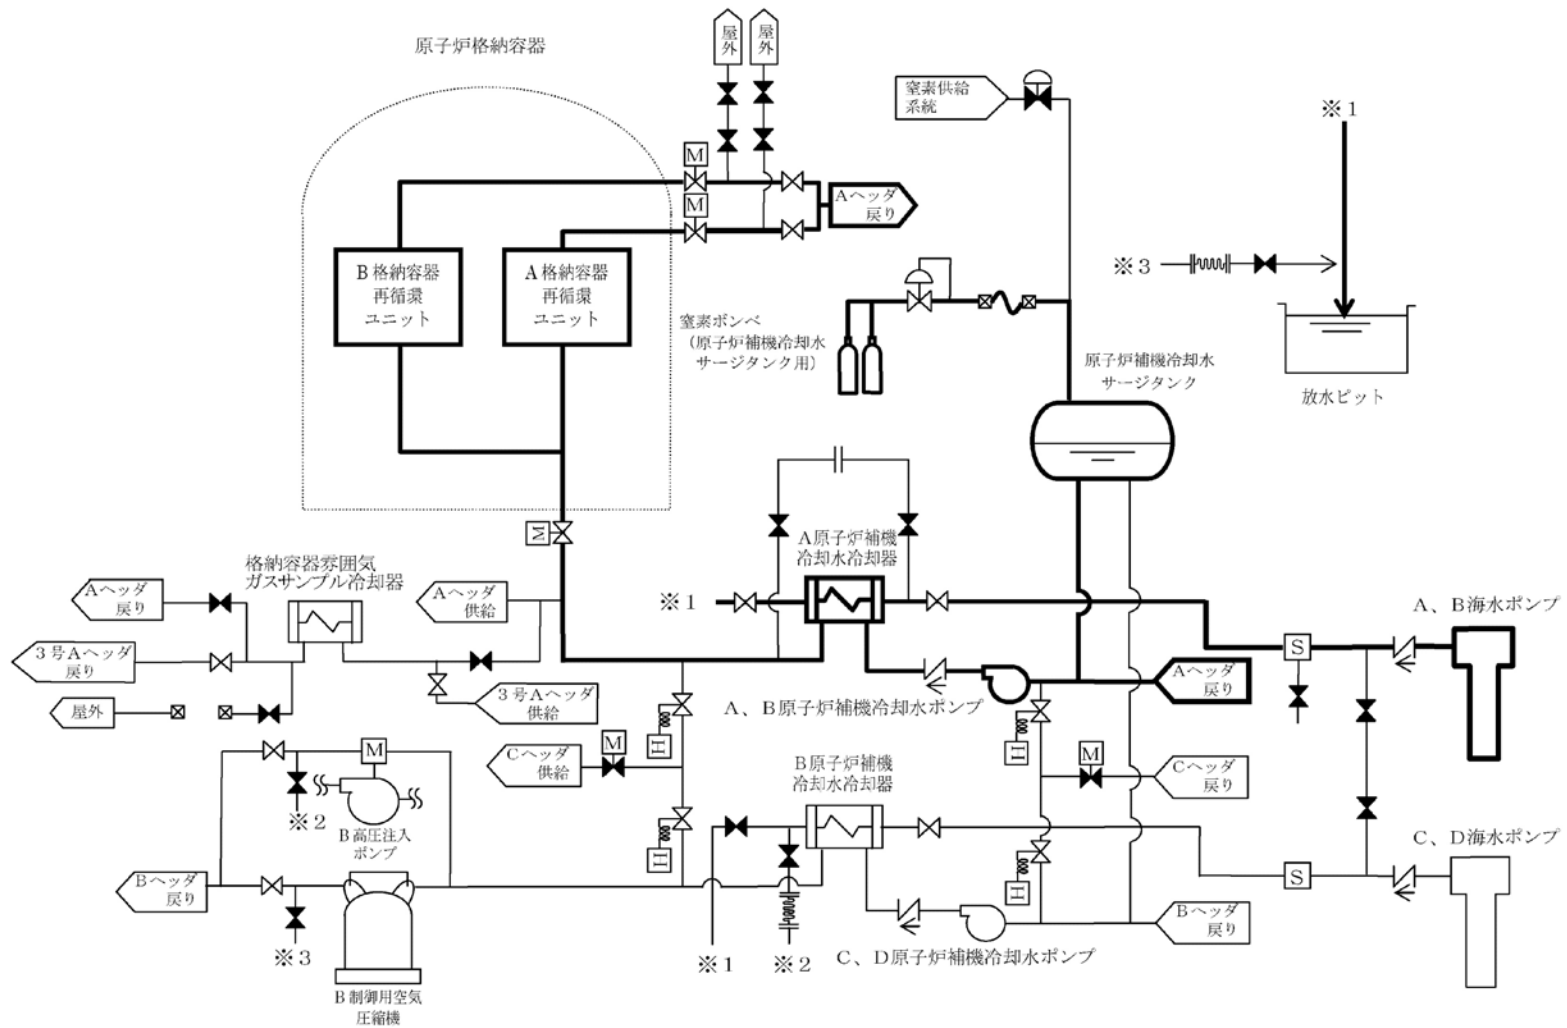 屋外
屋外
原子炉格納容器
窒素供給
系統
※1
M
M
Aヘッダ
戻り
B格納容器
再循環
ユニット
A格納容器
再循環
ユニット
※3
窒素ボンベ
(原子炉補機冷却水
サージタンク用)
原子炉補機冷却水
サージタンク
放水ピット
M
A原子炉補機
冷却水冷却器
格納容器雰囲気
ガスサンプル冷却器
Aヘッダ
戻り
Aヘッダ
供給
※1
A、B海水ポンプ
3号Aヘッダ
戻り
S
Aヘッダ
戻り
屋外
3号Aヘッダ
供給
A、B原子炉補機冷却水ポンプ
H
H
M
M
M
Cヘッダ
供給
B原子炉補機
冷却水冷却器
Cヘッダ
戻り
※2
B高圧注入
ポンプ
C、D海水ポンプ
H
H
S
Bヘッダ
戻り
Bヘッダ
戻り
※3
※1
※2
C、D原子炉補機冷却水ポンプ
B制御用空気
圧縮機